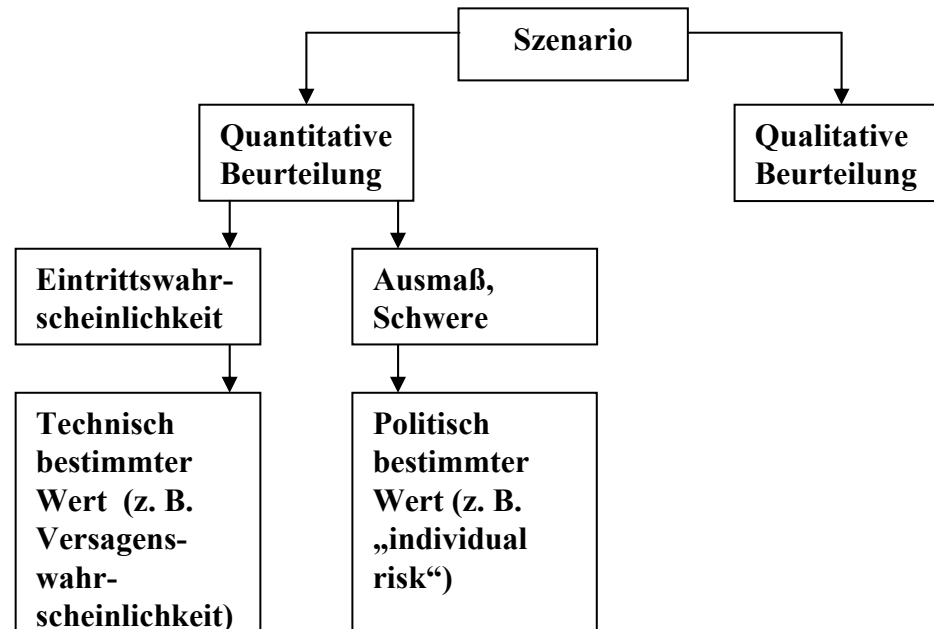 Szenario
Quantitative
Beurteilung
Qualitative
Beurteilung
Eintrittswahr-
scheinlichkeit
Ausmaß,
Schwere
Technisch
bestimmter
Wert (z. B.
Versagens-
wahr-
scheinlichkeit)
Politisch
bestimmter
Wert (z. B.
„individual
risk“)